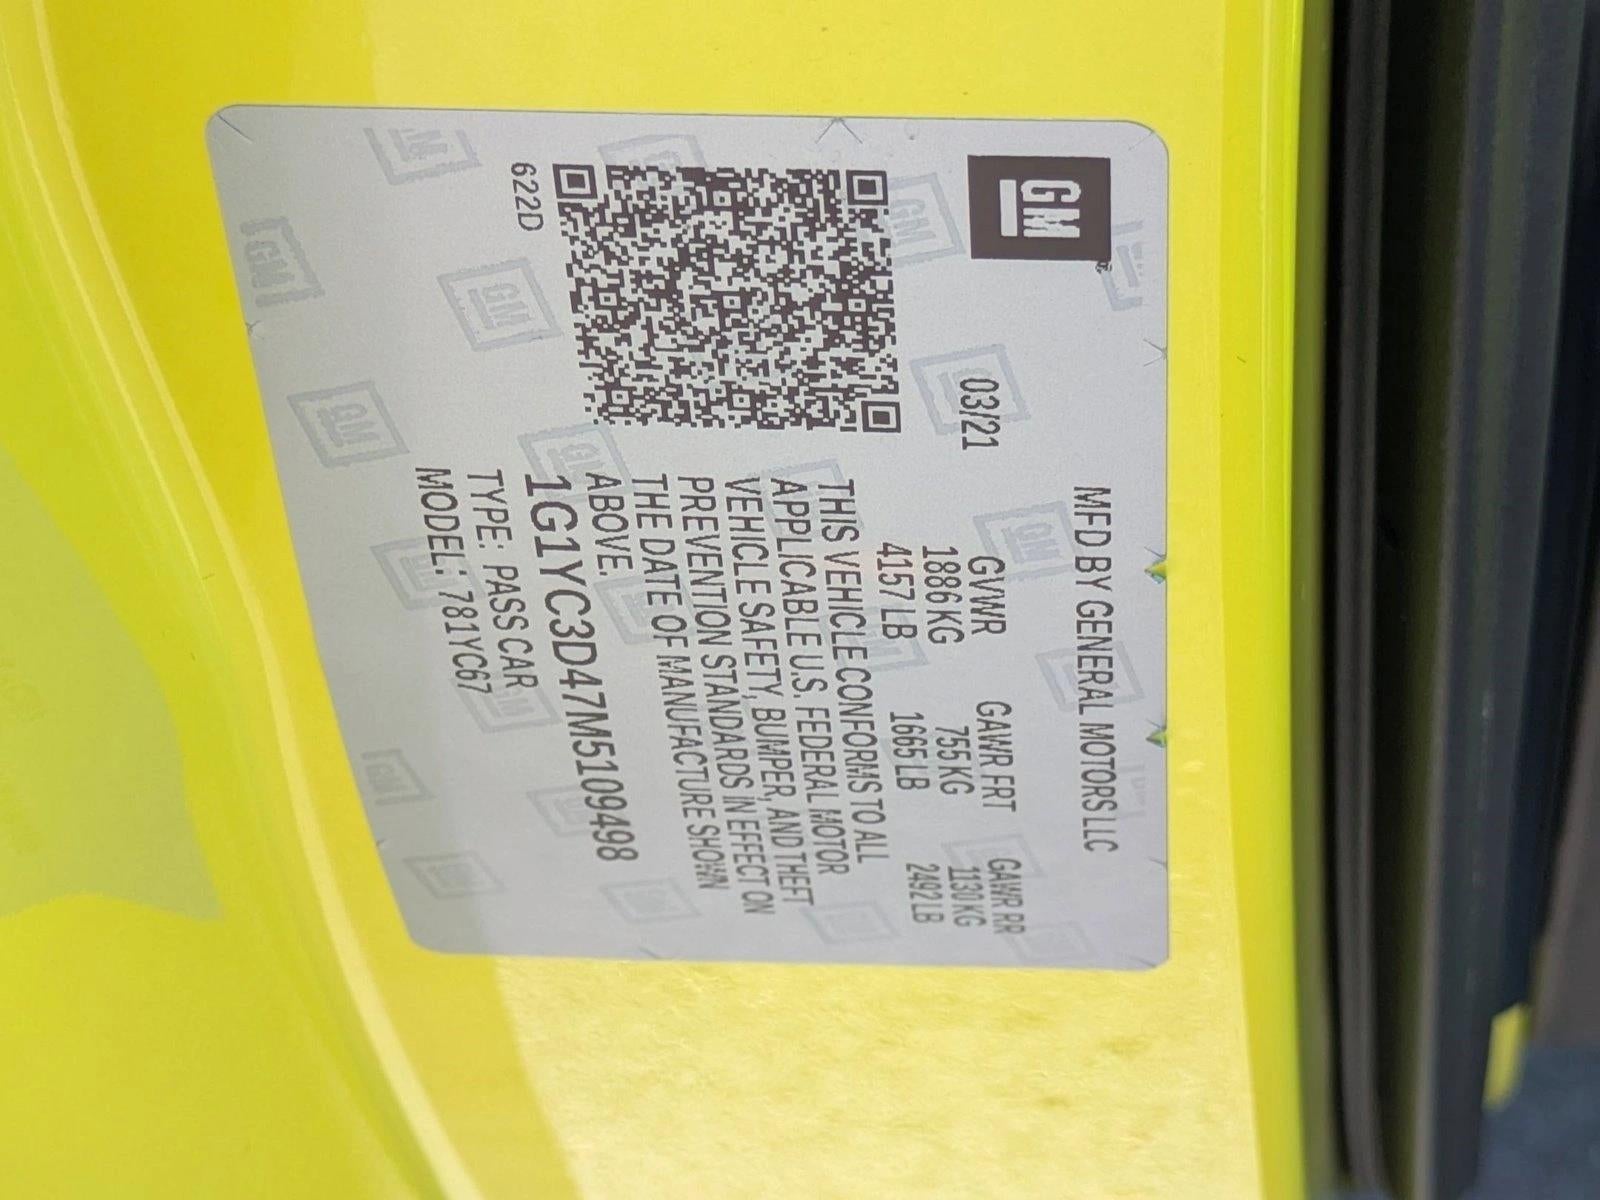 GM
MFD BY GENERAL MOTORS LLC
03/21
GVWR GAWR FRT GAWR RR
1886 KG 755 KG 1130 KG
4157 LB 1665 LB 2492 LB
THIS VEHICLE CONFORMS TO ALL
APPLICABLE U.S. FEDERAL MOTOR
VEHICLE SAFETY, BUMPER, AND THEFT
PREVENTION STANDARDS IN EFFECT ON
THE DATE OF MANUFACTURE SHOWN
ABOVE.
1G1YC3D47M5109498
TYPE: PASS CAR
MODEL: 781YC67
622D